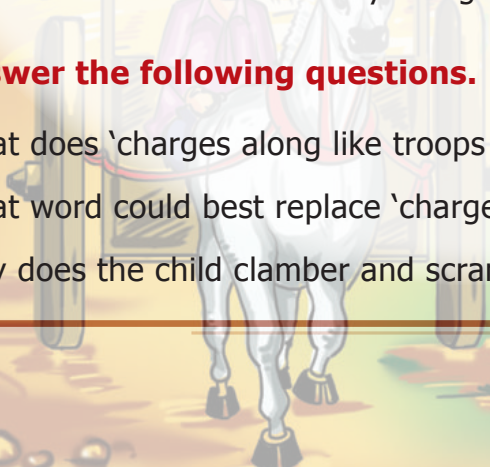 swer the following questions.
at does ‘charges along like troops
at word could best replace ‘charge
y does the child clamber and scra